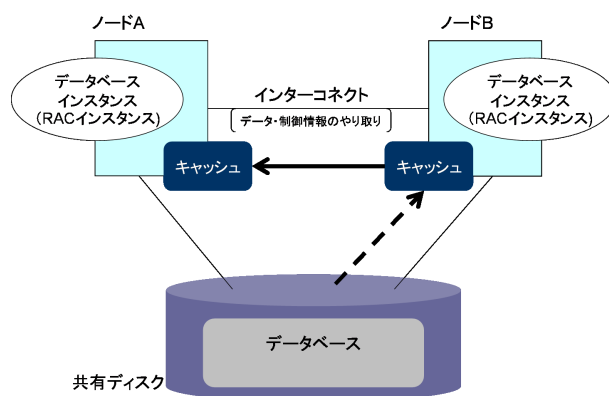 ノードA
ノードB
データベース
インスタンス
(RACインスタンス)
インターコネクト
データ・制御情報のやり取り
データベース
インスタンス
(RACインスタンス)
キャッシュ
キャッシュ
データベース
共有ディスク